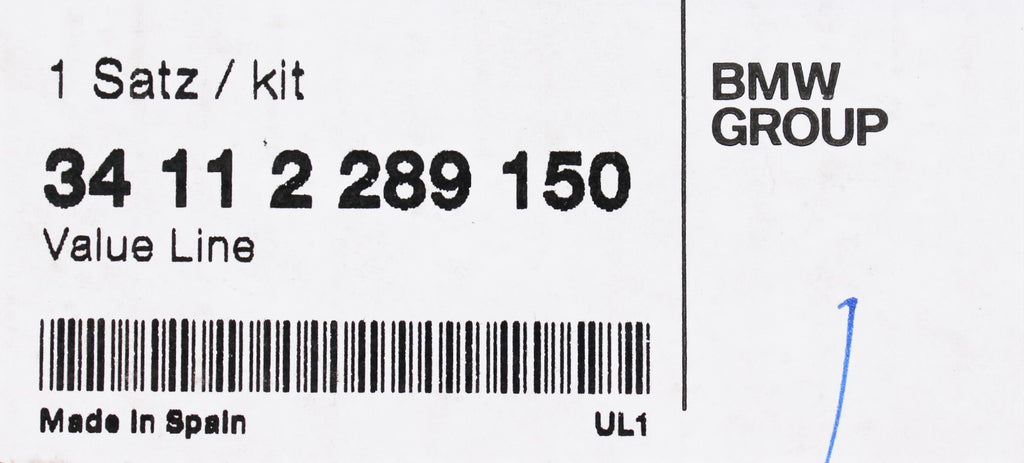 1 Satz / kit
34 11 2 289 150
Value Line
Made In Spain
UL1
BMW
GROUP